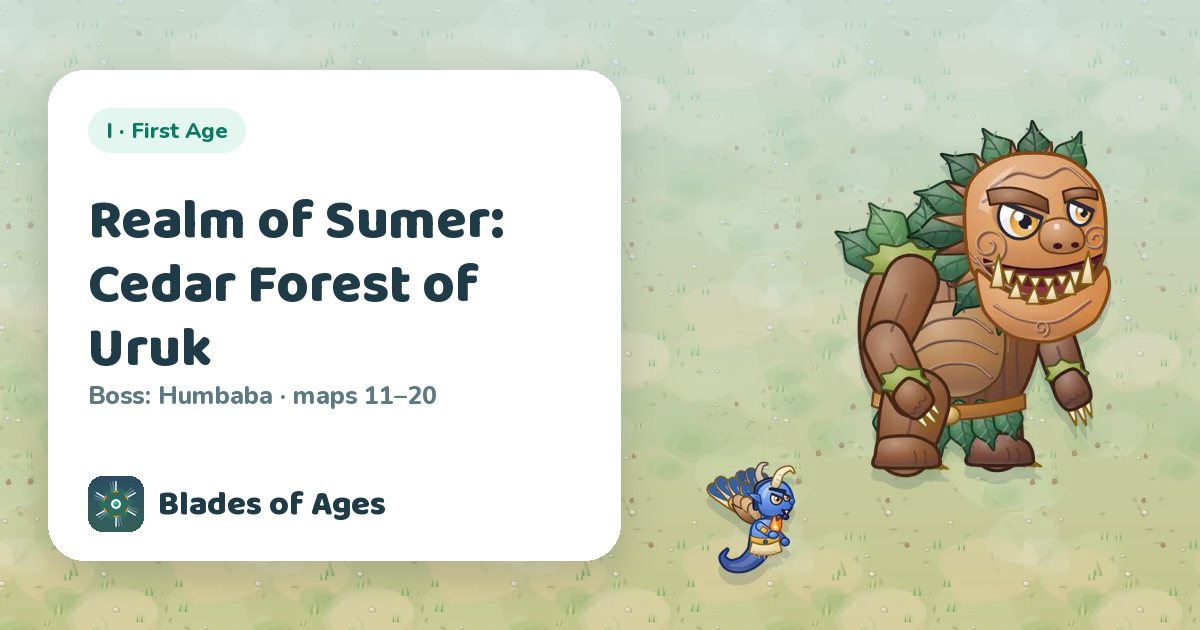 I · First Age
Realm of Sumer:
Cedar Forest of
Uruk
Boss: Humbaba · maps 11–20
Blades of Ages